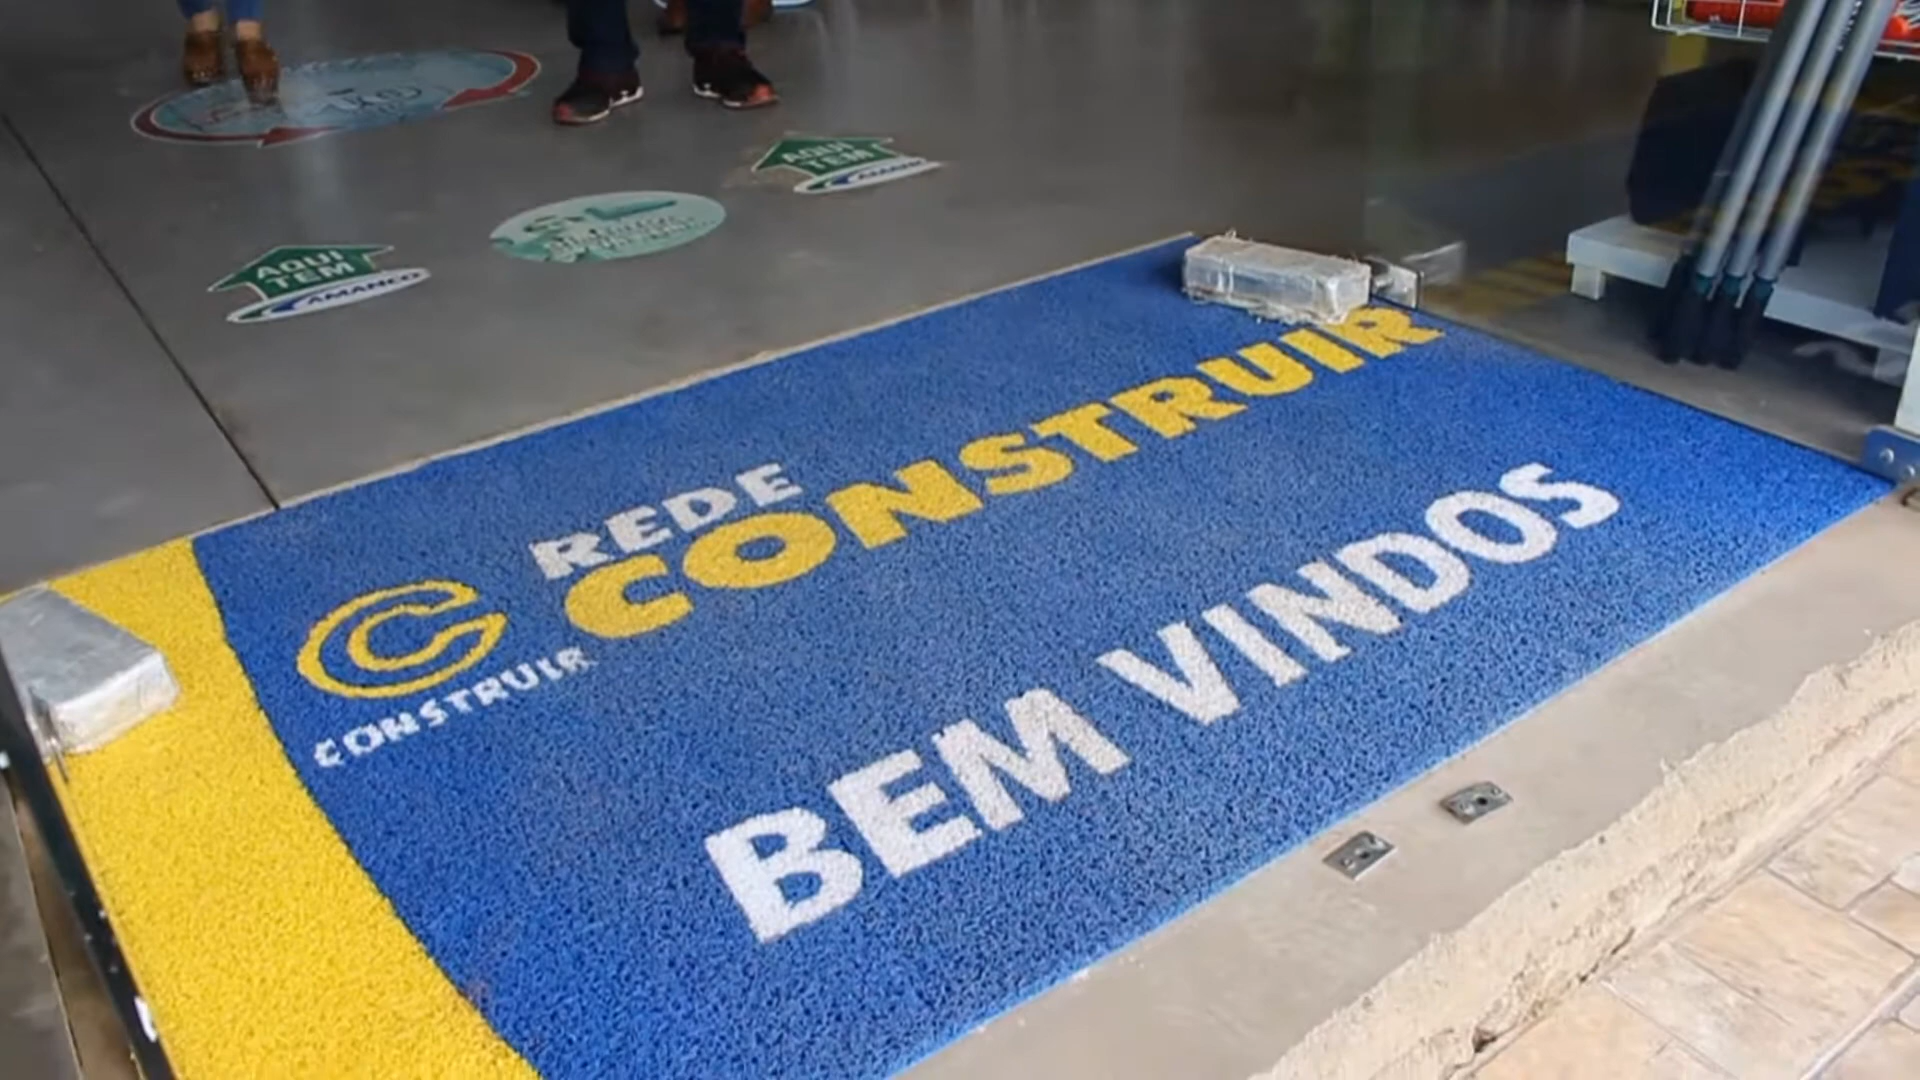 AQUI
TEM
AMANCO
AQUI
TEM
AMANCO
REDE
CONSTRUIR
CONSTRUIR
BEM VINDOS